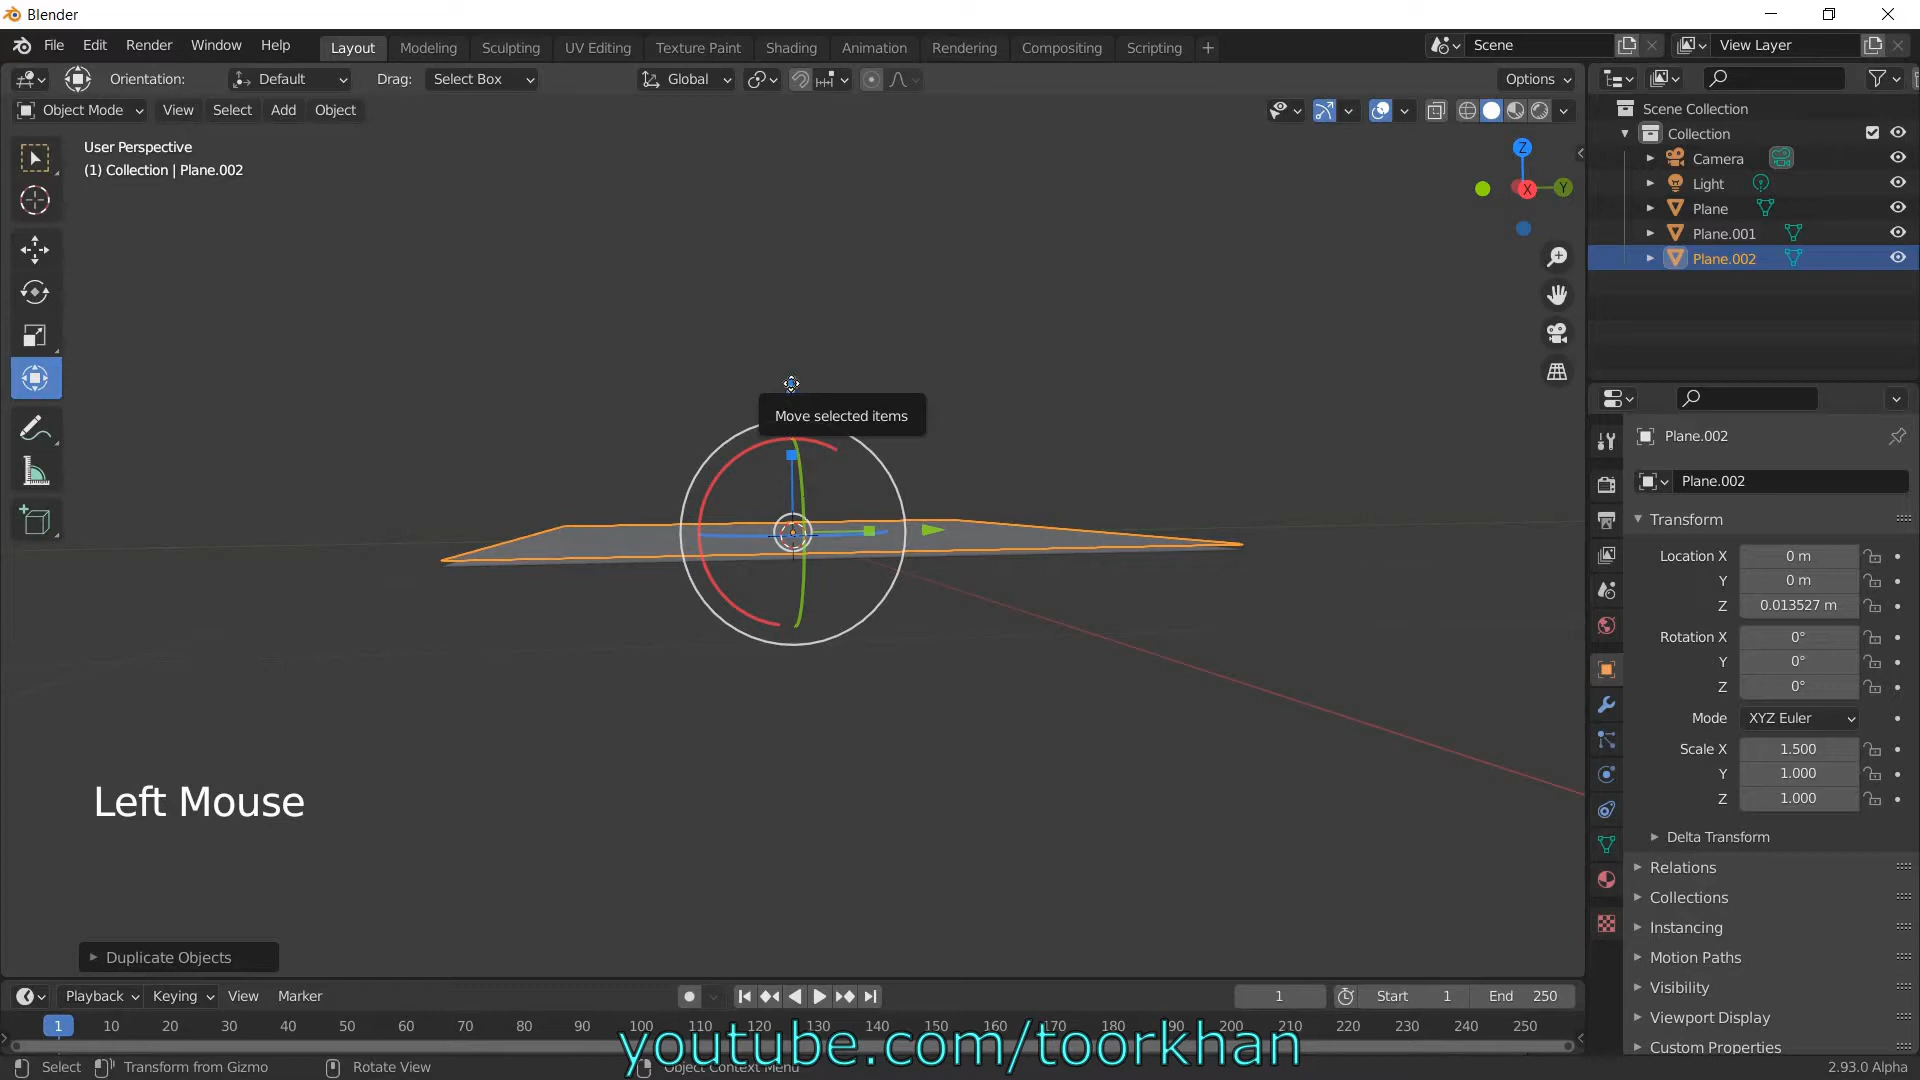 Blender
File Edit Render Window Help Layout Modeling Sculpting UV Editing Texture Paint Shading Animation Rendering Compositing Scripting + Scene View Layer
Orientation: Default Drag: Select Box Global Options
Object Mode View Select Add Object
User Perspective
(1) Collection | Plane.002
Z
X
Y
Scene Collection
Collection
Camera
Light
Plane
Plane.001
Plane.002
Move selected items
Plane.002
Plane.002
Transform
Location X 0 m
Y 0 m
Z 0.013527 m
Rotation X 0°
Y 0°
Z 0°
Mode XYZ Euler
Scale X 1.500
Y 1.000
Z 1.000
Delta Transform
Relations
Collections
Instancing
Motion Paths
Visibility
Viewport Display
Custom Properties
Left Mouse
Duplicate Objects
Playback Keying View Marker 1 Start 1 End 250
1 10 20 30 40 50 60 70 80 90 100 110 120 130 140 150 160 170 180 190 200 210 220 230 240 250
youtube.com/toorkhan
Select Transform from Gizmo Rotate View Object Context Menu 2.93.0 Alpha